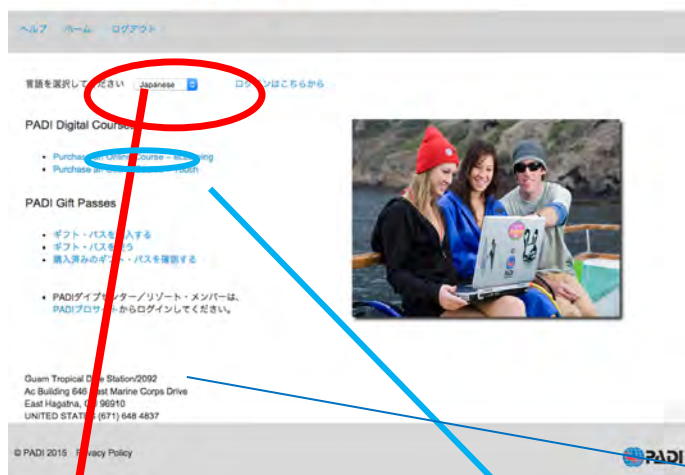 ヘルプ ホーム ログアウト
言語を選択してください Japanese ログインはこちらから
PADI Digital Courses
Purchase an Online Course – eLearning
Purchase an Youth
PADI Gift Passes
ギフト・パスを購入する
ギフト・パスを使う
購入済みのギフト・パスを確認する
PADIダイブセンター／リゾート・メンバーは、
PADIプロサイトからログインしてください。
Guam Tropical Dive Station/2092
Ac Building 646 East Marine Corps Drive
East Hagatna, 96910
UNITED STATES (671) 648 4837
© PADI 2015 Privacy Policy
PADI